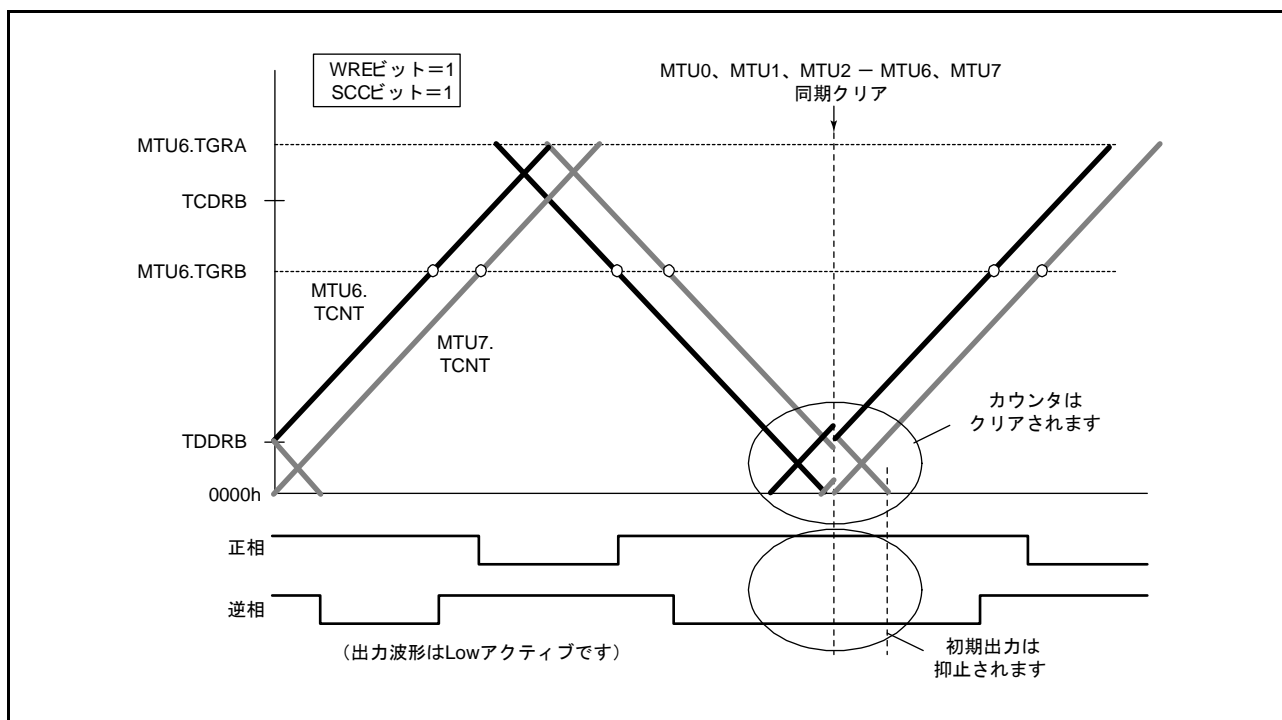 WREビット＝1
SCCビット＝1
MTU0、MTU1、MTU2 － MTU6、MTU7
同期クリア
MTU6.TGRA
TCDRB
MTU6.TGRB
MTU6.
TCNT
MTU7.
TCNT
カウンタは
クリアされます
TDDRB
0000h
正相
逆相
（出力波形はLowアクティブです）
初期出力は
抑止されます